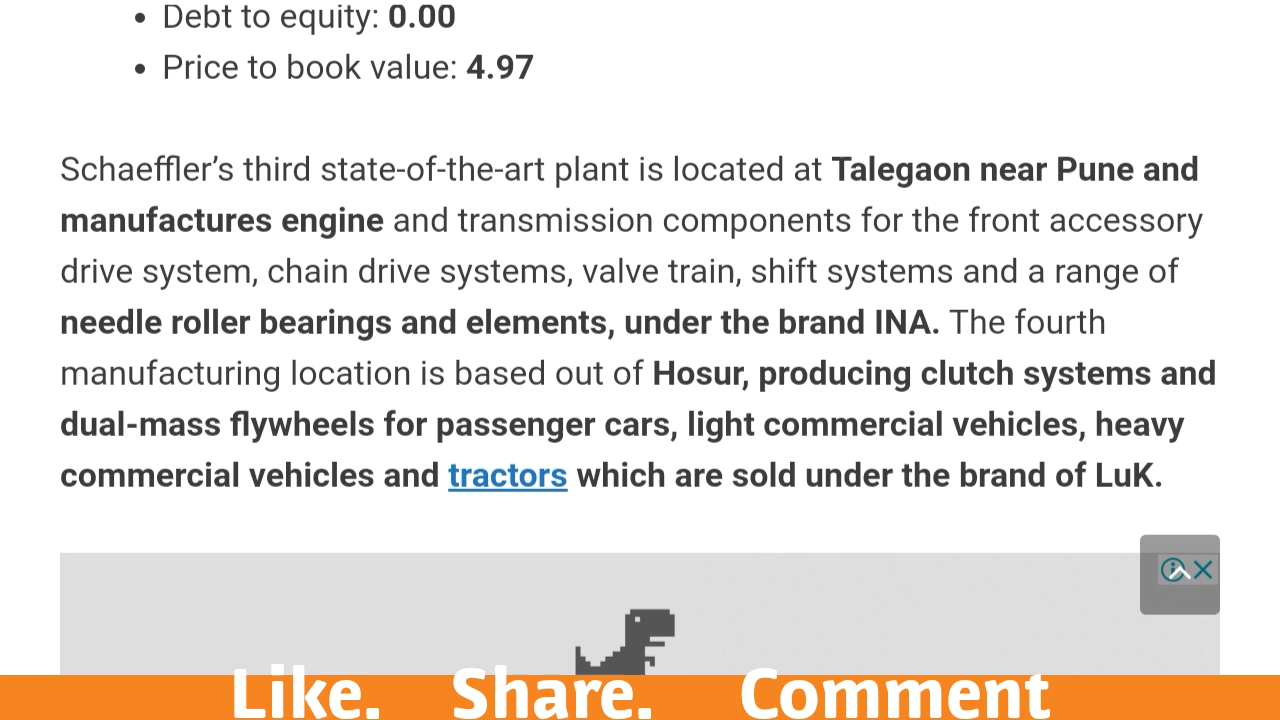 Debt to equity: 0.00
Price to book value: 4.97
Schaeffler’s third state-of-the-art plant is located at Talegaon near Pune and
manufactures engine and transmission components for the front accessory
drive system, chain drive systems, valve train, shift systems and a range of
needle roller bearings and elements, under the brand INA. The fourth
manufacturing location is based out of Hosur, producing clutch systems and
dual-mass flywheels for passenger cars, light commercial vehicles, heavy
commercial vehicles and tractors which are sold under the brand of LuK.
Like. Share. Comment